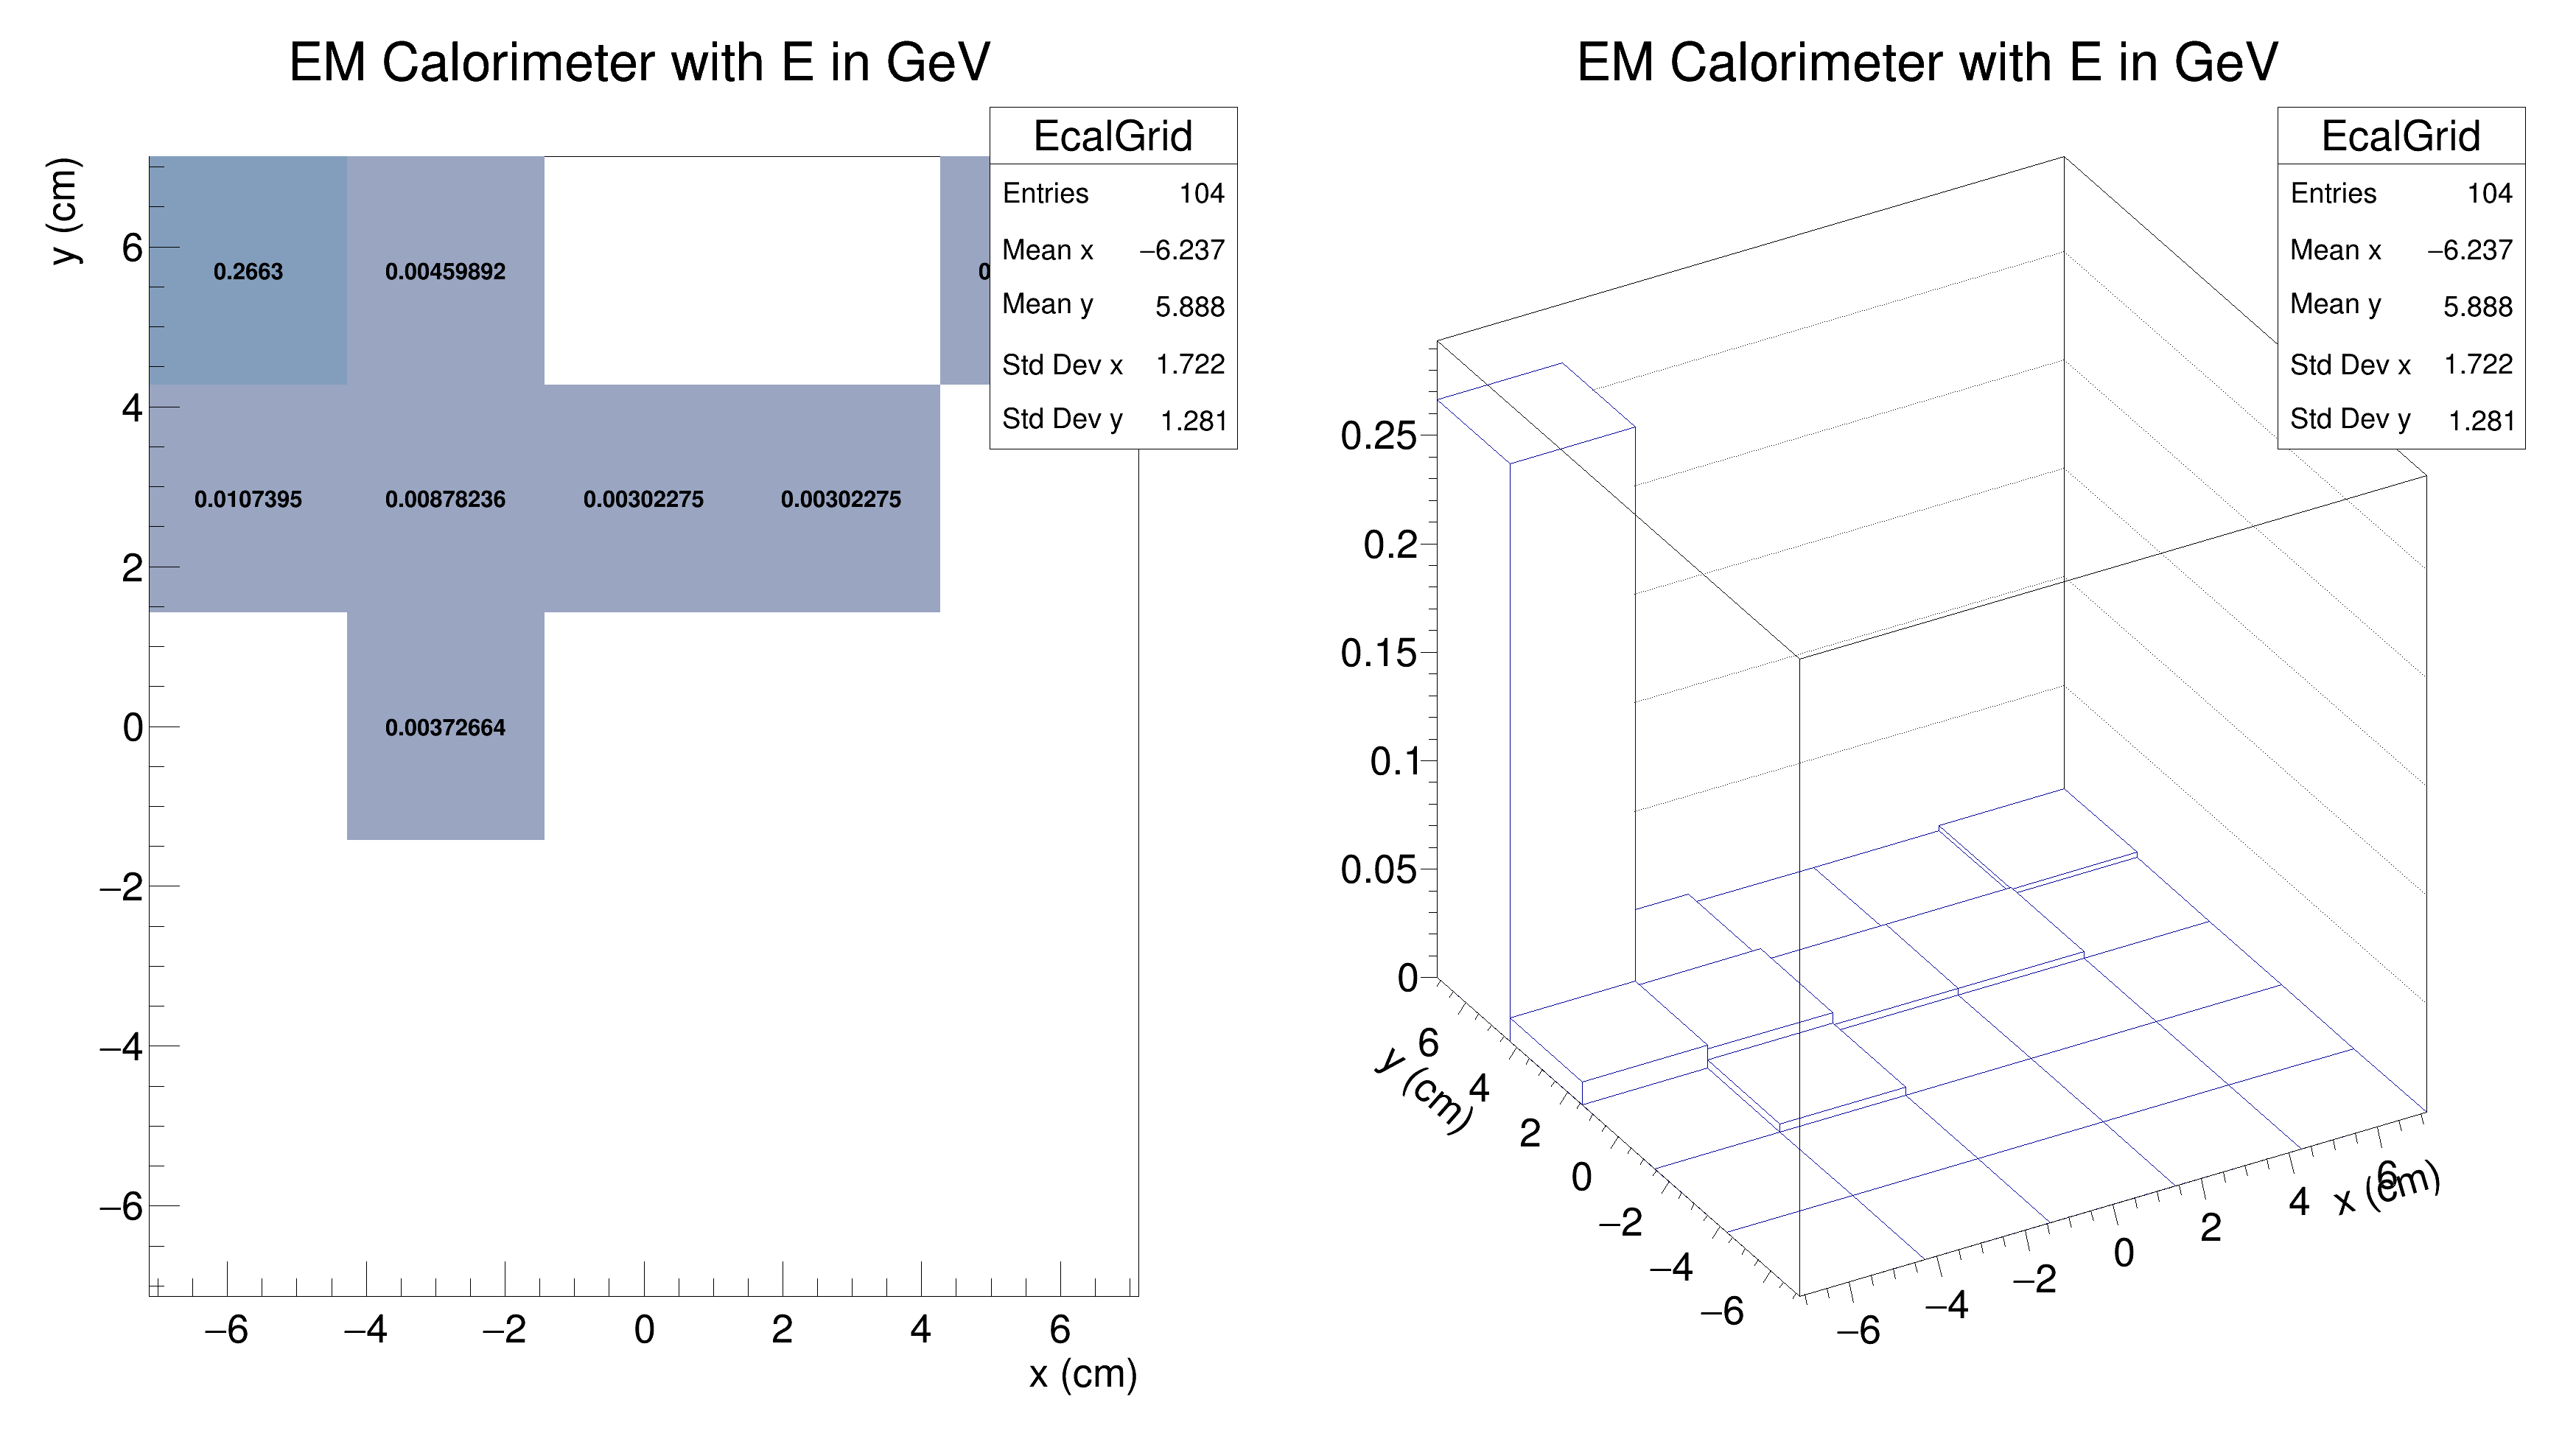 EM Calorimeter with E in GeV
EcalGrid
Entries 104
Mean x −6.237
Mean y 5.888
Std Dev x 1.722
Std Dev y 1.281
y (cm)
6
4
2
0
−2
−4
−6
0.2663 0.00459892
0.0107395 0.00878236 0.00302275 0.00302275
0.00372664
−6 −4 −2 0 2 4 6
x (cm)
EM Calorimeter with E in GeV
EcalGrid
Entries 104
Mean x −6.237
Mean y 5.888
Std Dev x 1.722
Std Dev y 1.281
0.25
0.2
0.15
0.1
0.05
0
6
4
2
0
−2
−4
−6
y (cm)
−6 −4 −2 0 2 4 6
x (cm)